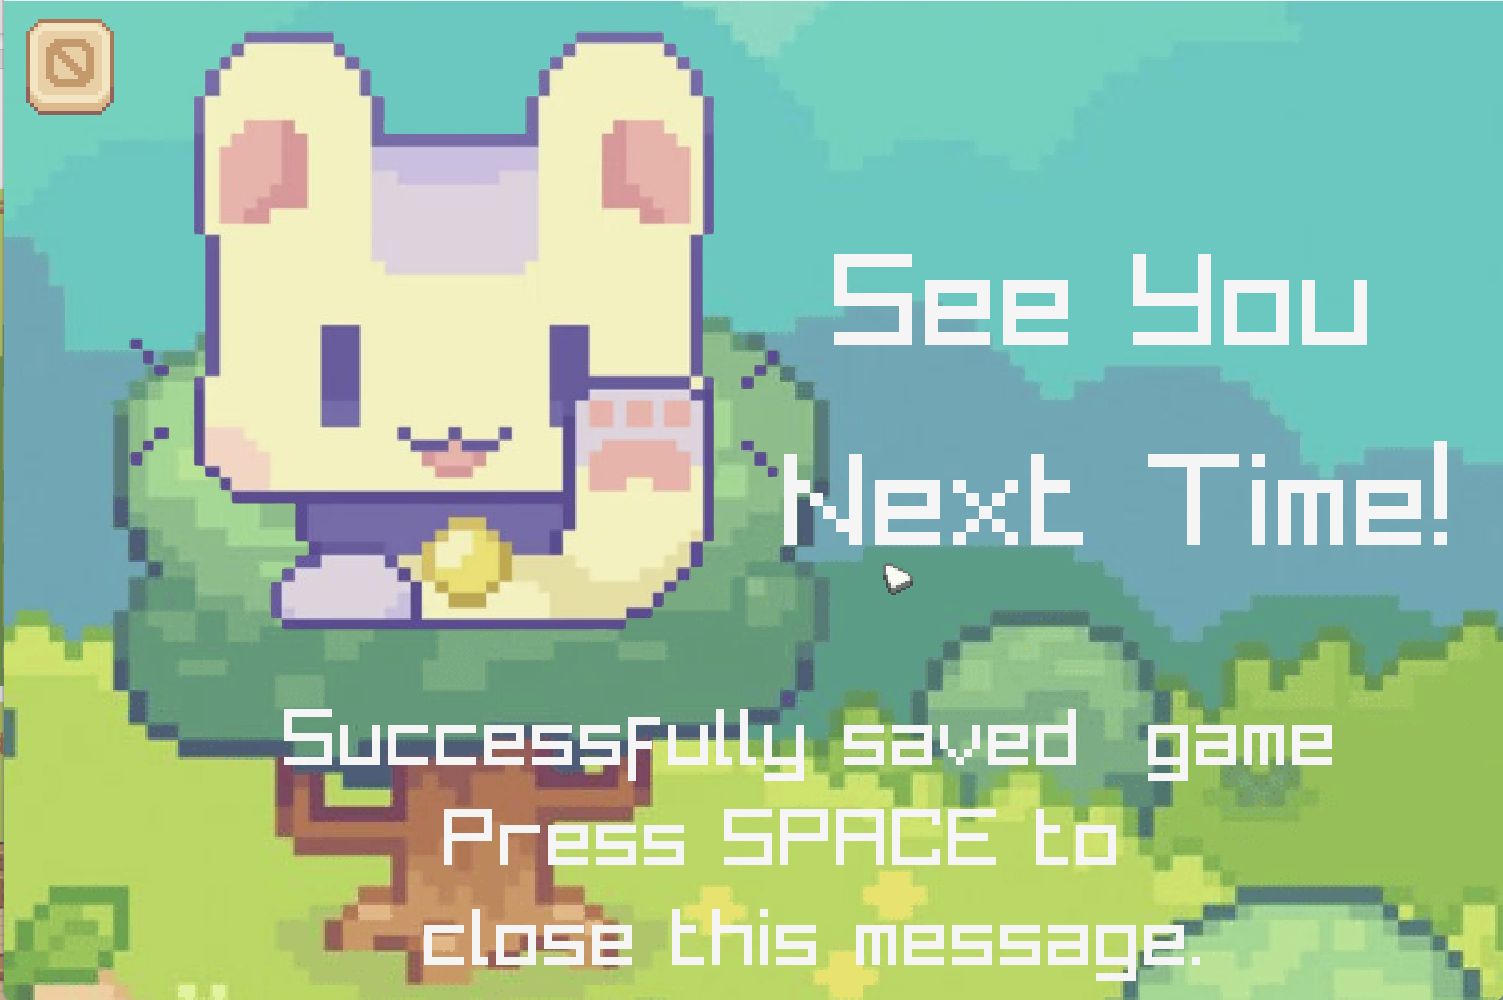 See You
Next Time!
Successfully saved game
Press SPACE to
close this message.